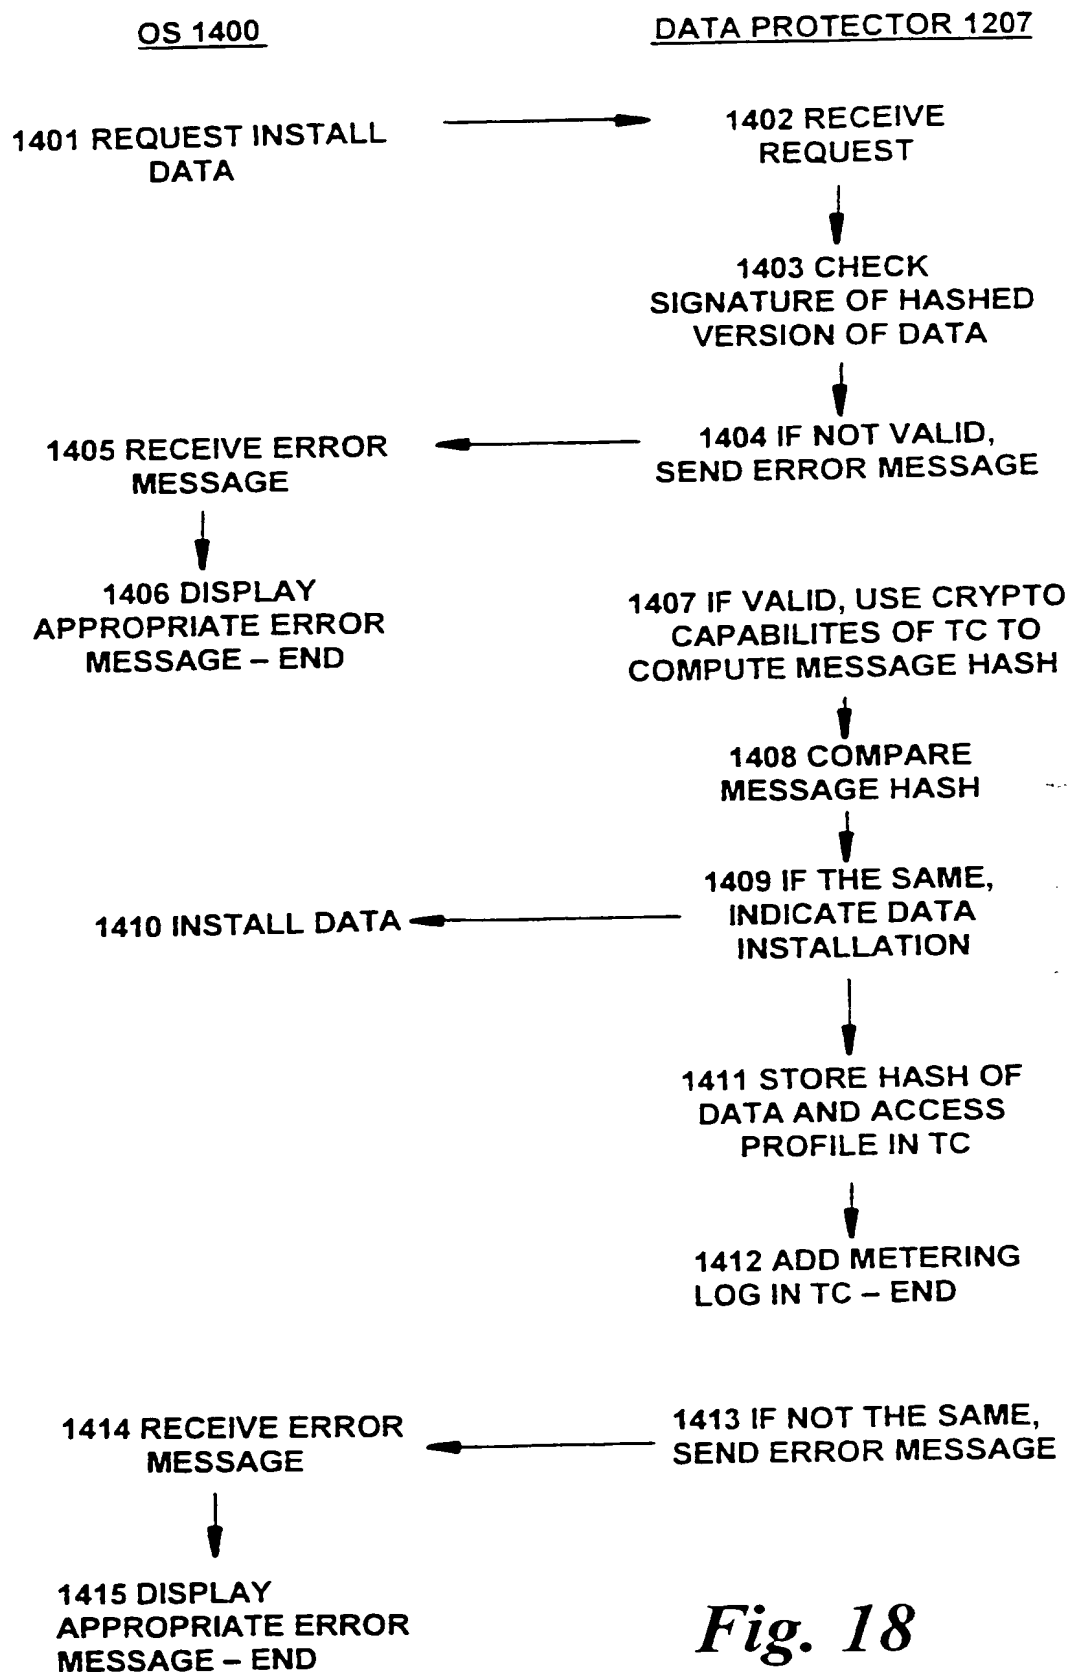 OS 1400
DATA PROTECTOR 1207
1401 REQUEST INSTALL
DATA
1402 RECEIVE
REQUEST
1403 CHECK
SIGNATURE OF HASHED
VERSION OF DATA
1404 IF NOT VALID,
SEND ERROR MESSAGE
1405 RECEIVE ERROR
MESSAGE
1406 DISPLAY
APPROPRIATE ERROR
MESSAGE – END
1407 IF VALID, USE CRYPTO
CAPABILITES OF TC TO
COMPUTE MESSAGE HASH
1408 COMPARE
MESSAGE HASH
1409 IF THE SAME,
INDICATE DATA
INSTALLATION
1410 INSTALL DATA
1411 STORE HASH OF
DATA AND ACCESS
PROFILE IN TC
1412 ADD METERING
LOG IN TC – END
1413 IF NOT THE SAME,
SEND ERROR MESSAGE
1414 RECEIVE ERROR
MESSAGE
1415 DISPLAY
APPROPRIATE ERROR
MESSAGE – END
Fig. 18